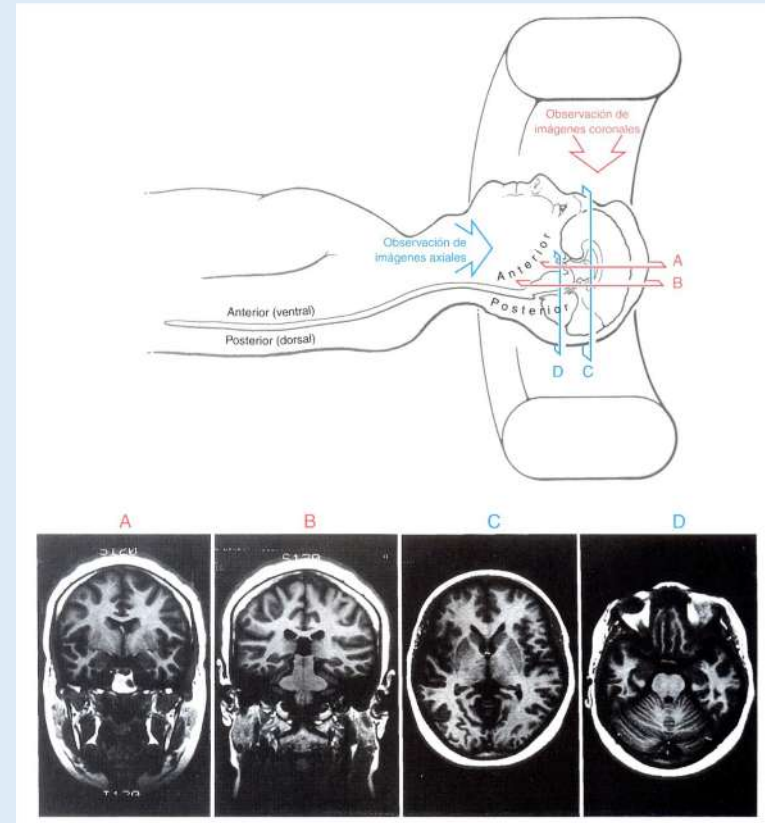 Observación de
imágenes coronales
Observación de
imágenes axiales
Anterior
A
B
Anterior (ventral)
Posterior
Posterior (dorsal)
D C
A B C D